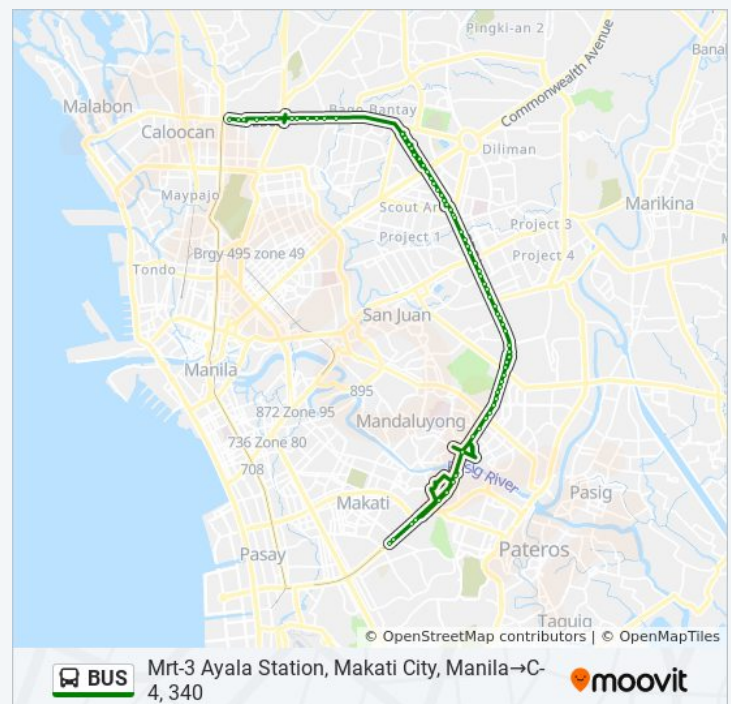 Pingki-an 2
Banal
Commonwealth Avenue
Malabon
Bago Bantay
Caloocan
Diliman
Maypajo
Scout Ar
Marikina
Project 1
Project 3
Brgy 495 zone 49
Project 4
Tondo
San Juan
Manila
895
872 Zone 95
Mandaluyong
736 Zone 80
708
sig River
Makati
Pasig
Pasay
Pateros
Taguig
© OpenStreetMap contributors | © OpenMapTiles
BUS
Mrt-3 Ayala Station, Makati City, Manila→C-
4, 340
moovit